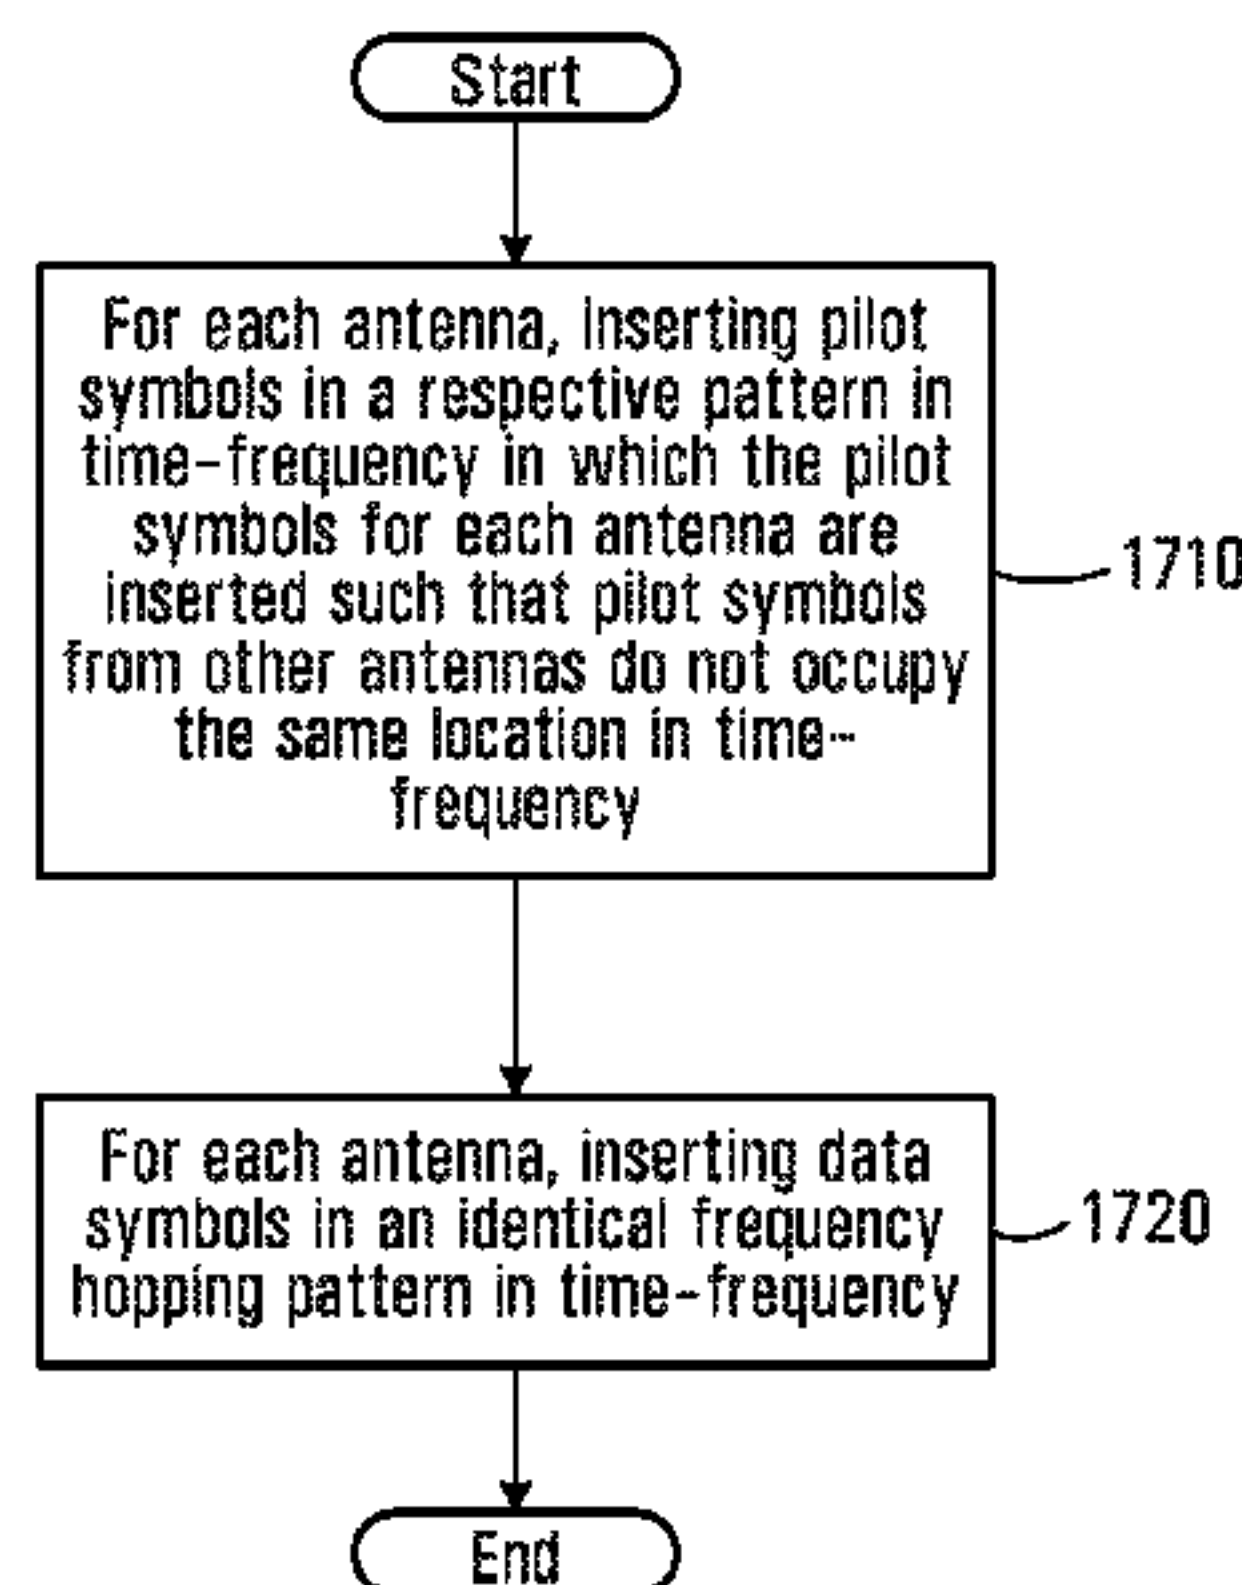 Start
For each antenna, inserting pilot
symbols in a respective pattern in
time-frequency in which the pilot
symbols for each antenna are
inserted such that pilot symbols
from other antennas do not occupy
the same location in time-
frequency
1710
For each antenna, inserting data
symbols in an identical frequency
hopping pattern in time-frequency
1720
End